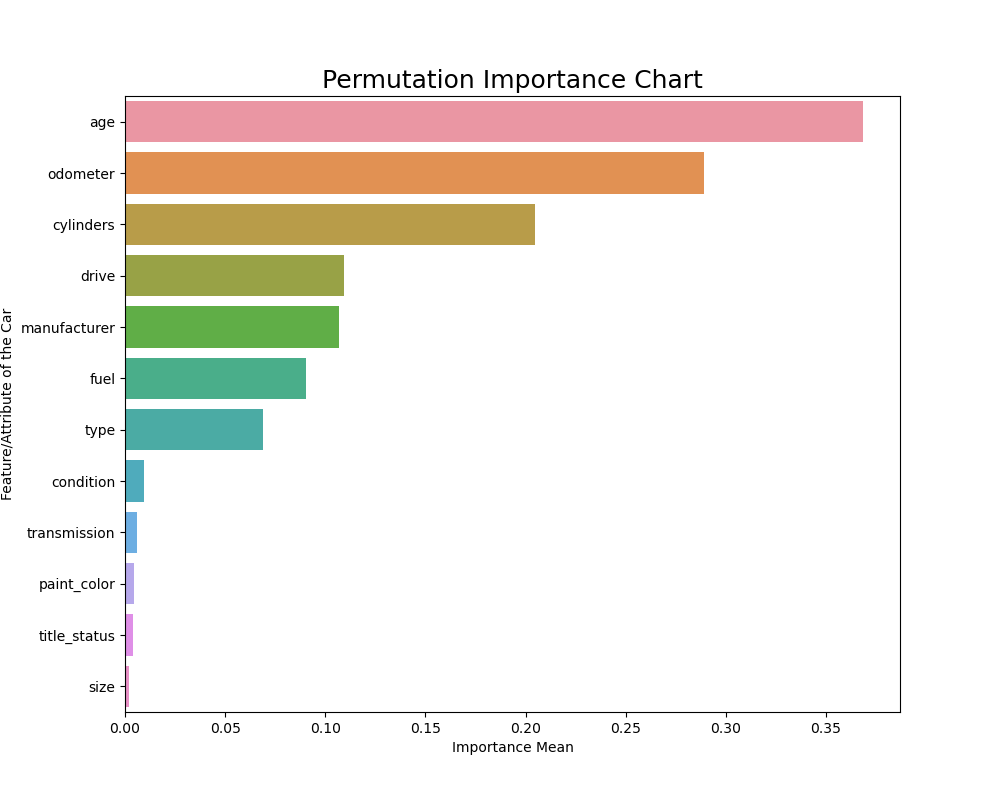 Permutation Importance Chart
Feature/Attribute of the Car
age
odometer
cylinders
drive
manufacturer
fuel
type
condition
transmission
paint_color
title_status
size
0.00 0.05 0.10 0.15 0.20 0.25 0.30 0.35
Importance Mean